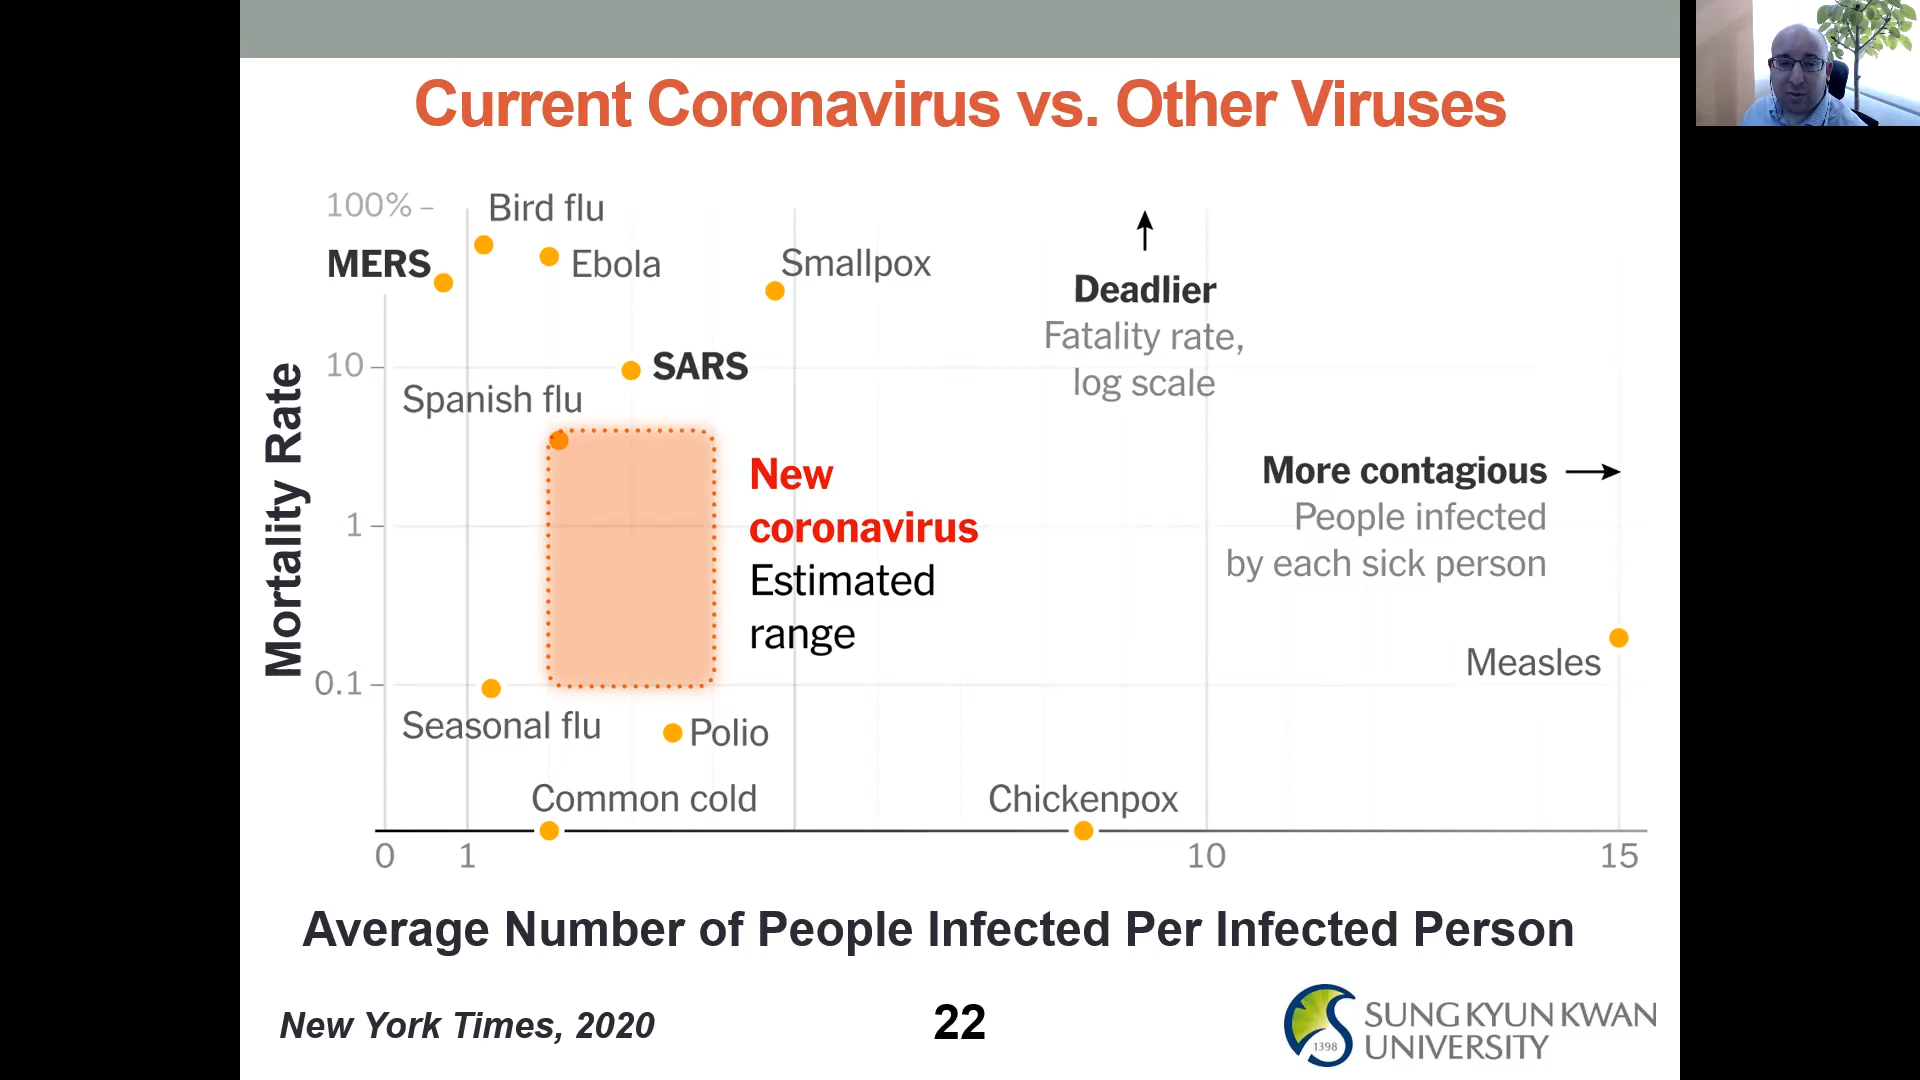 Current Coronavirus vs. Other Viruses
100%
Bird flu
MERS
Ebola
Smallpox
Deadlier
Fatality rate,
log scale
10
SARS
Spanish flu
Mortality Rate
New
coronavirus
Estimated
range
More contagious
People infected
by each sick person
1
Measles
0.1
Seasonal flu
Polio
Common cold
Chickenpox
0 1 10 15
Average Number of People Infected Per Infected Person
New York Times, 2020
22
1398
SUNG KYUN KWAN
UNIVERSITY